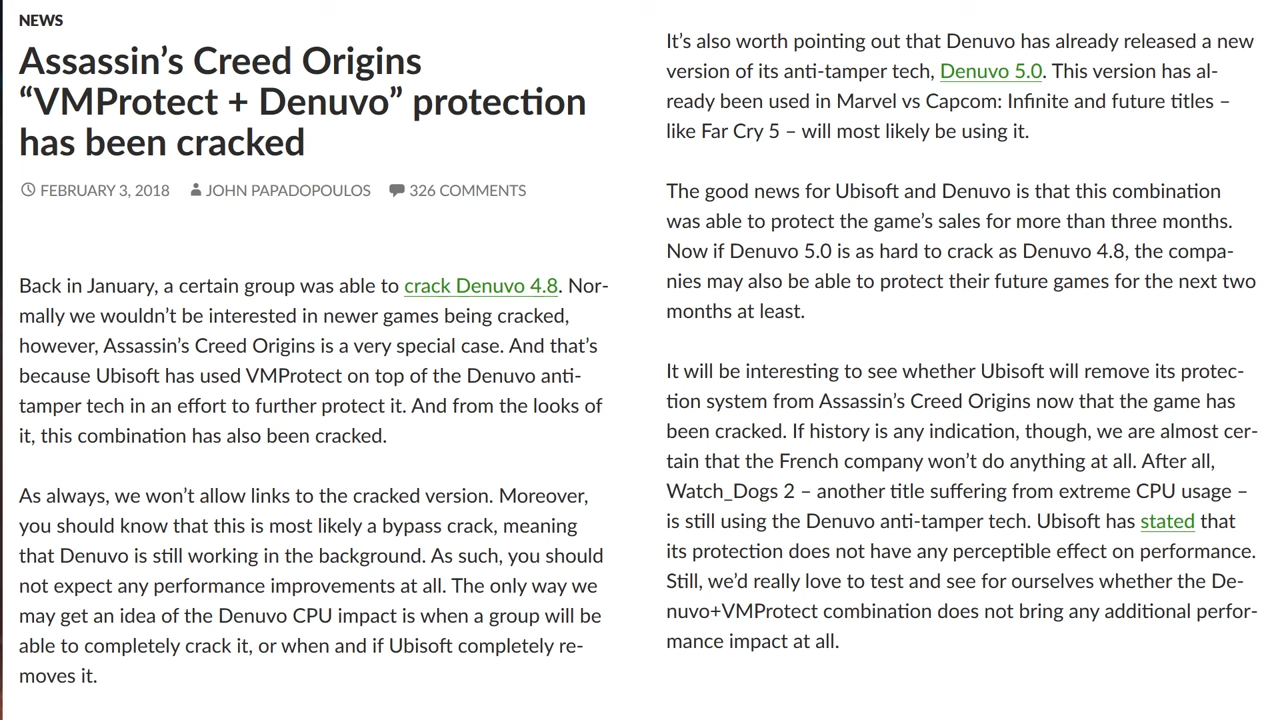 NEWS
Assassin’s Creed Origins
“VMProtect + Denuvo” protection
has been cracked
FEBRUARY 3, 2018 JOHN PAPADOPOULOS 326 COMMENTS
Back in January, a certain group was able to crack Denuvo 4.8. Nor-
mally we wouldn’t be interested in newer games being cracked,
however, Assassin’s Creed Origins is a very special case. And that’s
because Ubisoft has used VMProtect on top of the Denuvo anti-
tamper tech in an effort to further protect it. And from the looks of
it, this combination has also been cracked.
As always, we won’t allow links to the cracked version. Moreover,
you should know that this is most likely a bypass crack, meaning
that Denuvo is still working in the background. As such, you should
not expect any performance improvements at all. The only way we
may get an idea of the Denuvo CPU impact is when a group will be
able to completely crack it, or when and if Ubisoft completely re-
moves it.
It’s also worth pointing out that Denuvo has already released a new
version of its anti-tamper tech, Denuvo 5.0. This version has al-
ready been used in Marvel vs Capcom: Infinite and future titles –
like Far Cry 5 – will most likely be using it.
The good news for Ubisoft and Denuvo is that this combination
was able to protect the game’s sales for more than three months.
Now if Denuvo 5.0 is as hard to crack as Denuvo 4.8, the compa-
nies may also be able to protect their future games for the next two
months at least.
It will be interesting to see whether Ubisoft will remove its protec-
tion system from Assassin’s Creed Origins now that the game has
been cracked. If history is any indication, though, we are almost cer-
tain that the French company won’t do anything at all. After all,
Watch_Dogs 2 – another title suffering from extreme CPU usage –
is still using the Denuvo anti-tamper tech. Ubisoft has stated that
its protection does not have any perceptible effect on performance.
Still, we’d really love to test and see for ourselves whether the De-
nuvo+VMProtect combination does not bring any additional perfor-
mance impact at all.